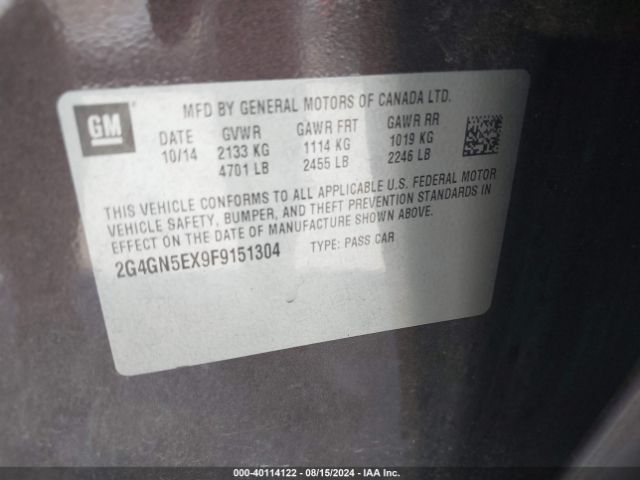 GM
MFD BY GENERAL MOTORS OF CANADA LTD.
DATE GVWR GAWR FRT GAWR RR
10/14 2133 KG 1114 KG 1019 KG
4701 LB 2455 LB 2246 LB
THIS VEHICLE CONFORMS TO ALL APPLICABLE U.S. FEDERAL MOTOR
VEHICLE SAFETY, BUMPER, AND THEFT PREVENTION STANDARDS IN
EFFECT ON THE DATE OF MANUFACTURE SHOWN ABOVE.
2G4GN5EX9F9151304 TYPE: PASS CAR
000-40114122 - 08/15/2024 - IAA Inc.